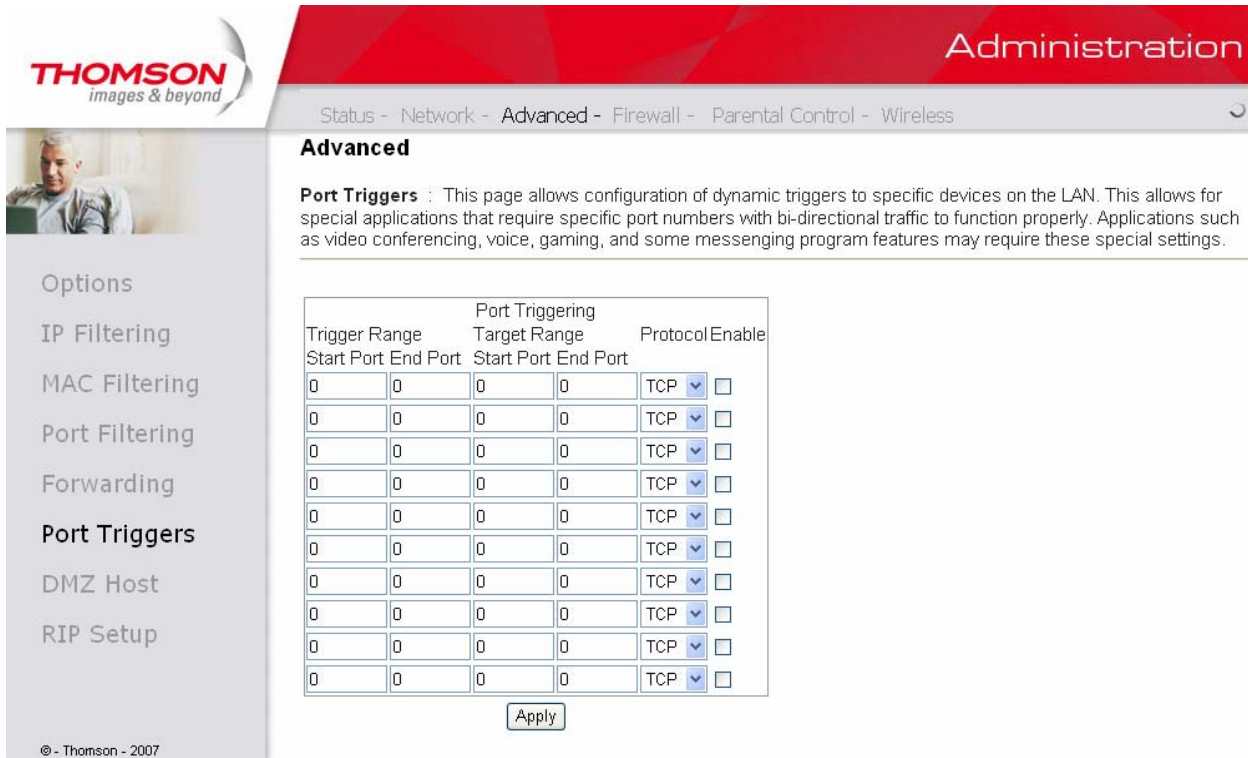 THOMSON
images & beyond
Administration
Status - Network - Advanced - Firewall - Parental Control - Wireless
Advanced
Port Triggers : This page allows configuration of dynamic triggers to specific devices on the LAN. This allows for
special applications that require specific port numbers with bi-directional traffic to function properly. Applications such
as video conferencing, voice, gaming, and some messenging program features may require these special settings.
Options
IP Filtering
MAC Filtering
Port Filtering
Forwarding
Port Triggers
DMZ Host
RIP Setup
Port Triggering
Trigger Range Target Range Protocol Enable
Start Port End Port Start Port End Port
0 0 0 0 TCP
0 0 0 0 TCP
0 0 0 0 TCP
0 0 0 0 TCP
0 0 0 0 TCP
0 0 0 0 TCP
0 0 0 0 TCP
0 0 0 0 TCP
0 0 0 0 TCP
0 0 0 0 TCP
Apply
© - Thomson - 2007